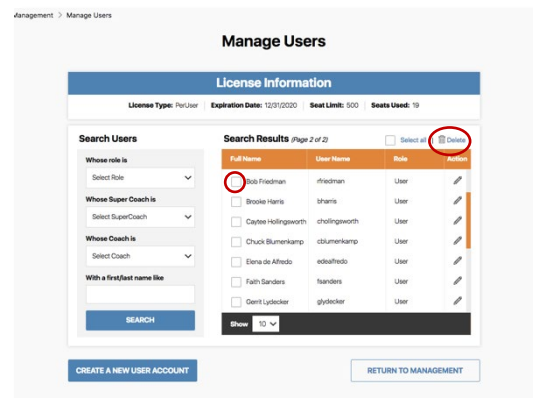 Management > Manage Users
Manage Users
License Information
License Type: PerUser | Expiration Date: 12/31/2020 | Seat Limit: 500 | Seats Used: 19
Search Users
Whose role is
Select Role
Whose Super Coach is
Select SuperCoach
Whose Coach is
Select Coach
With a first/last name like
SEARCH
Search Results (Page 2 of 2) Select all | Delete
Full Name User Name Role Action
Bob Friedman rfriedman User
Brooke Harris bharris User
Caytee Hollingsworth chollingsworth User
Chuck Blumenkamp cblumenkamp User
Elena de Alfredo edealfredo User
Faith Sanders fsanders User
Gerrit Lydecker glydecker User
Show 10
CREATE A NEW USER ACCOUNT
RETURN TO MANAGEMENT